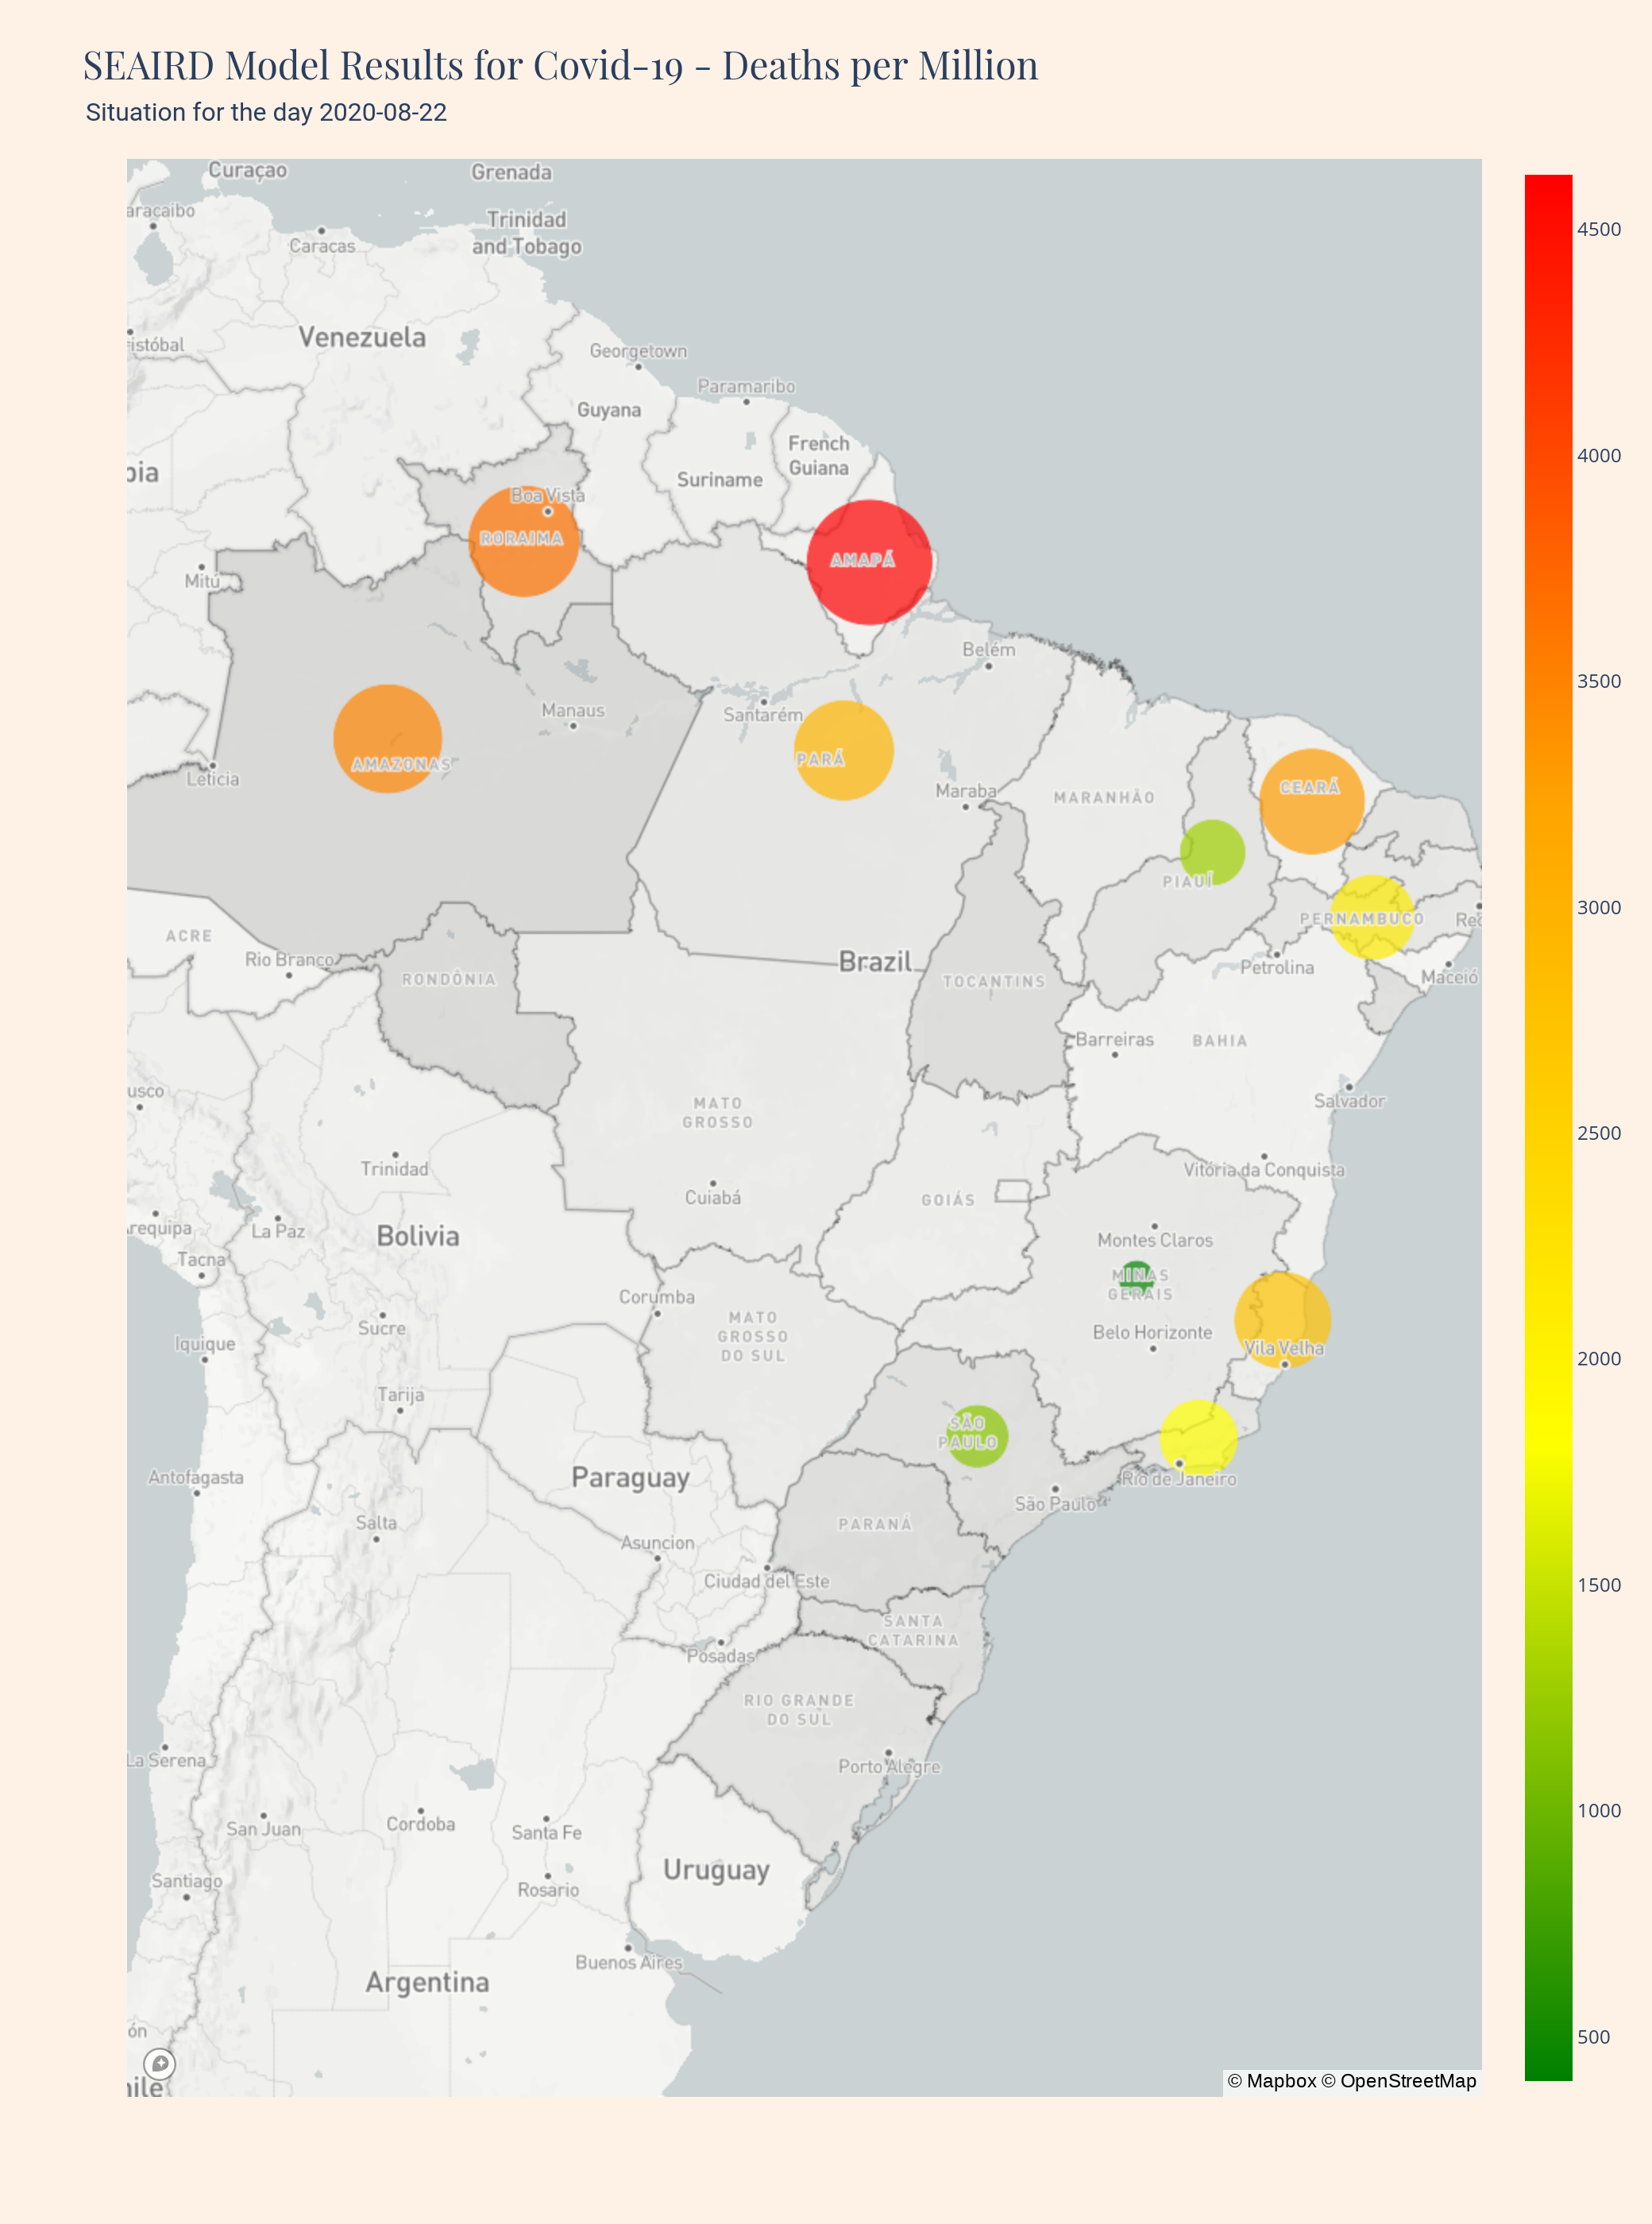 SEAIRD Model Results for Covid-19 - Deaths per Million
Situation for the day 2020-08-22
Curaçao
Grenada
aracaibo
Caracas
Trinidad
and Tobago
4500
Venezuela
ristóbal
Georgetown
Paramaribo
Guyana
French
Guiana
4000
bia
Suriname
Boa Vista
RORAIMA
AMAPÁ
Mitú
Belém
3500
Manaus
Santarém
AMAZONAS
PARÁ
Leticia
Maraba
MARANHÃO
CEARÁ
PIAUÍ
3000
PERNAMBUCO
Rec
ACRE
Rio Branco
Brazil
Petrolina
Maceió
RONDÔNIA
TOCANTINS
Barreiras
BAHIA
usco
MATO
GROSSO
Salvador
2500
Trinidad
Vitória da Conquista
Cuiabá
GOIÁS
Arequipa
La Paz
Bolivia
Montes Claros
Tacna
MINAS
GERAIS
Corumba
Sucre
MATO
GROSSO
DO SUL
Belo Horizonte
Iquique
Vila Velha
2000
Tarija
SÃO
PAULO
Antofagasta
Paraguay
Rio de Janeiro
São Paulo
Salta
PARANÁ
Asuncion
Ciudad del Este
1500
SANTA
CATARINA
Posadas
RIO GRANDE
DO SUL
La Serena
Porto Alegre
1000
San Juan
Cordoba
Santa Fe
Uruguay
Santiago
Rosario
Buenos Aires
Argentina
ón
500
hile
© Mapbox © OpenStreetMap